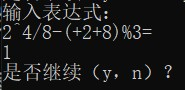 输入表达式：
2^4/8-(+2+8)%3=
1
是否继续（y, n）？